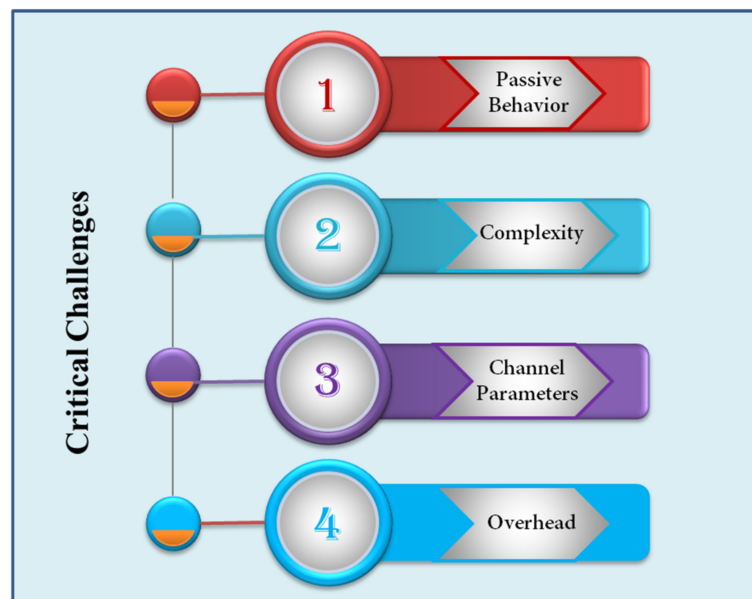 Critical Challenges
1
Passive
Behavior
2
Complexity
3
Channel
Parameters
4
Overhead